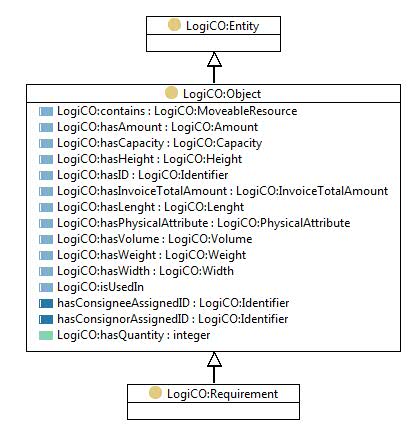 LogiCO:Entity
LogiCO:Object
LogiCO:contains : LogiCO:MoveableResource
LogiCO:hasAmount : LogiCO:Amount
LogiCO:hasCapacity : LogiCO:Capacity
LogiCO:hasHeight : LogiCO:Height
LogiCO:hasID : LogiCO:Identifier
LogiCO:hasInvoiceTotalAmount : LogiCO:InvoiceTotalAmount
LogiCO:hasLenght : LogiCO:Lenght
LogiCO:hasPhysicalAttribute : LogiCO:PhysicalAttribute
LogiCO:hasVolume : LogiCO:Volume
LogiCO:hasWeight : LogiCO:Weight
LogiCO:hasWidth : LogiCO:Width
LogiCO:isUsedIn
hasConsigneeAssignedID : LogiCO:Identifier
hasConsignorAssignedID : LogiCO:Identifier
LogiCO:hasQuantity : integer
LogiCO:Requirement